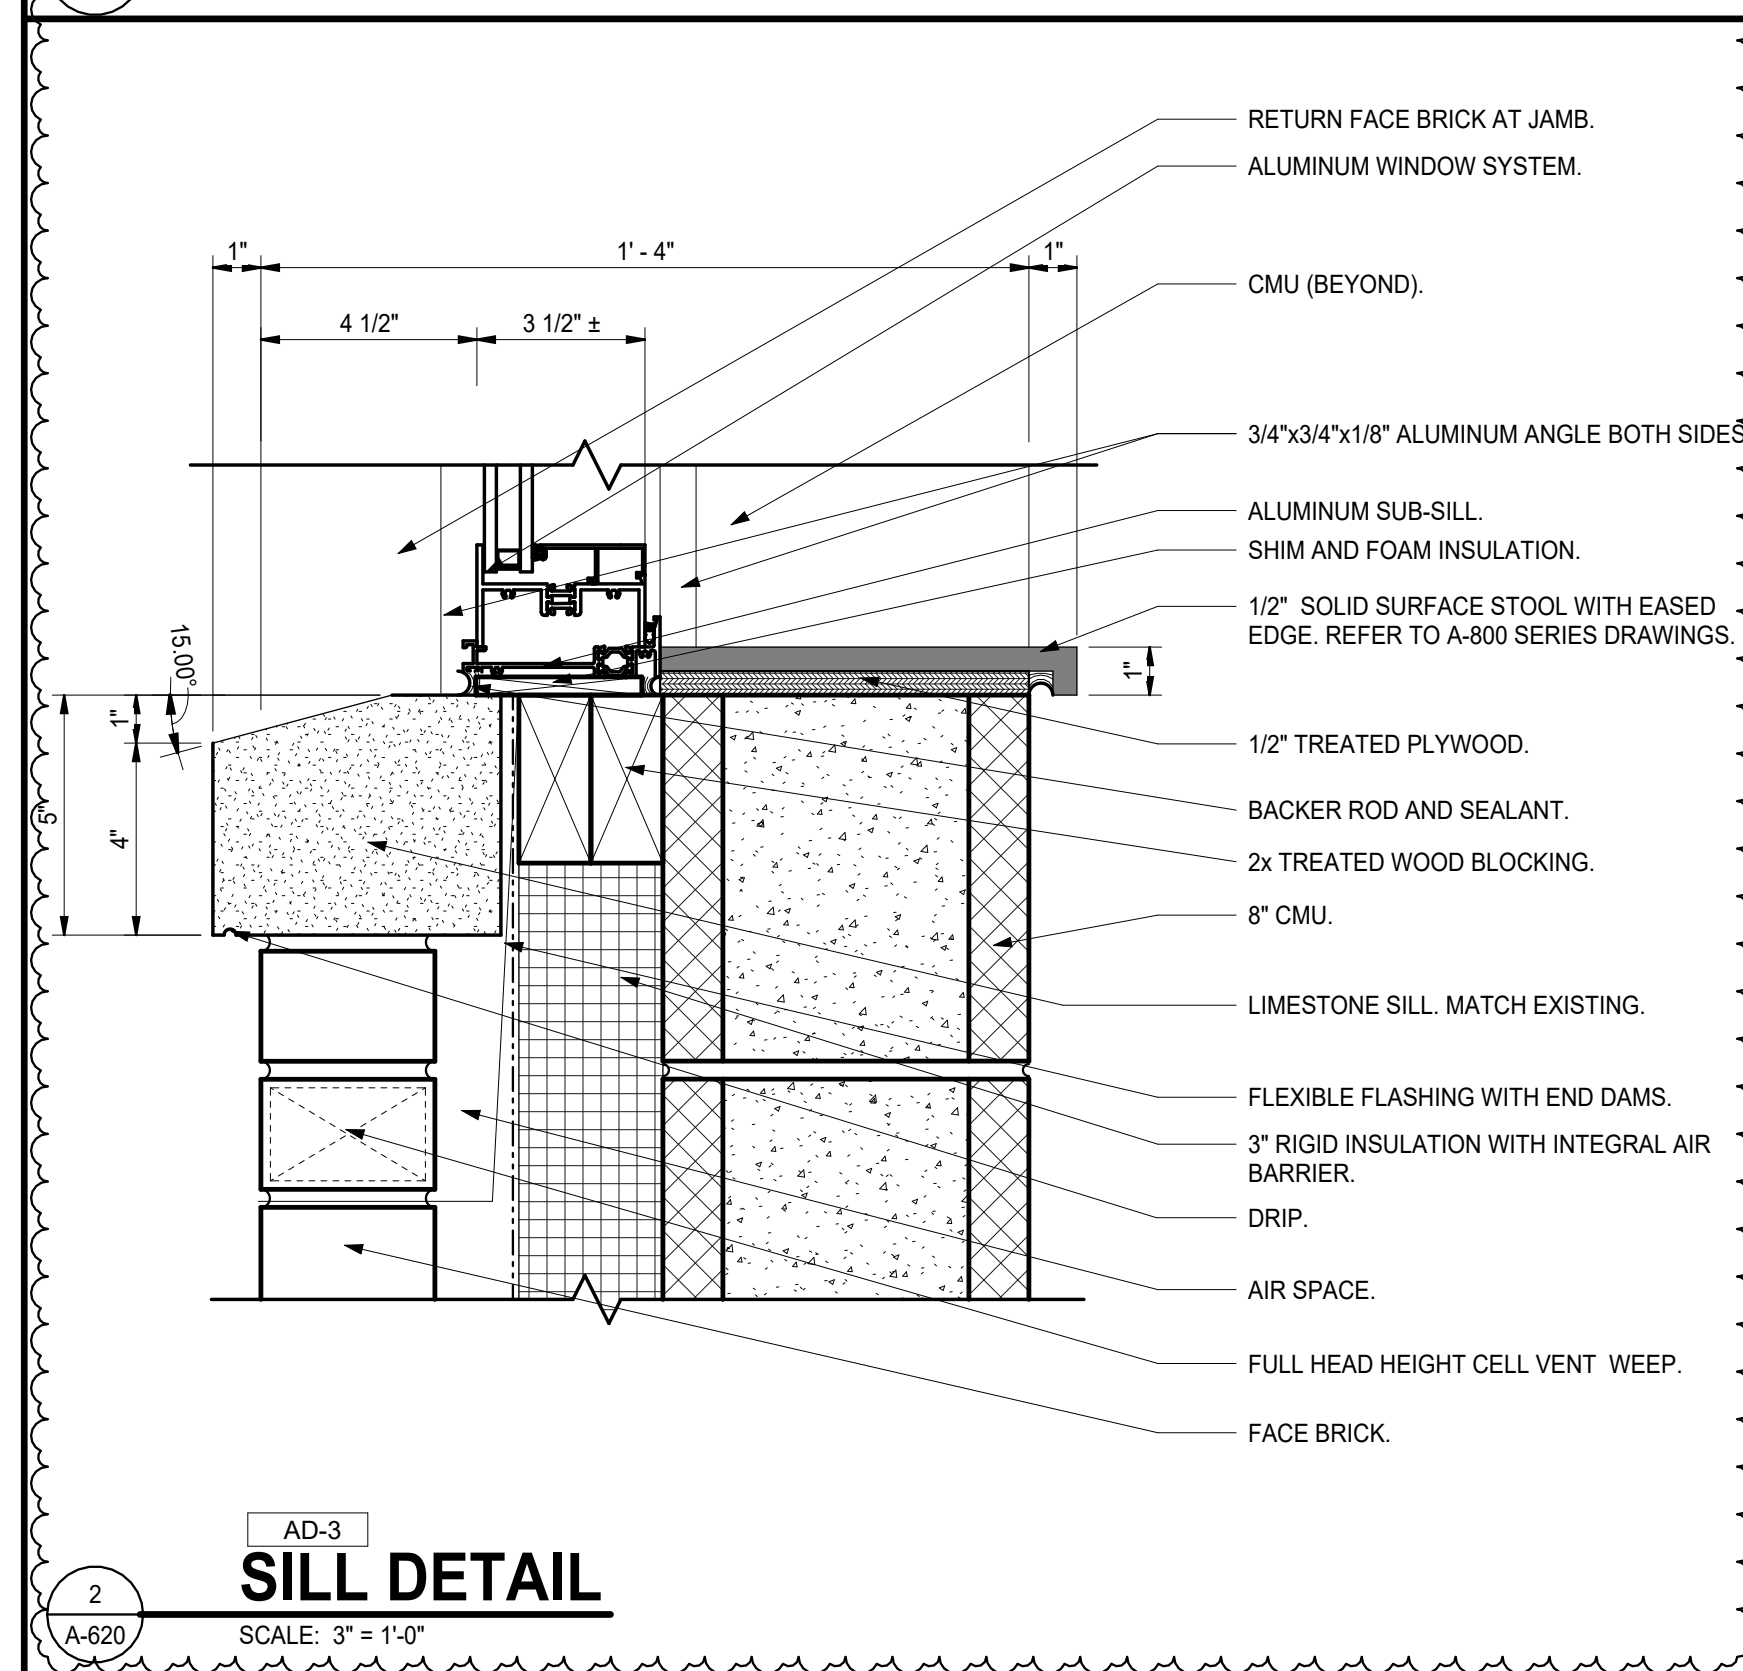 RETURN FACE BRICK AT JAMB.
ALUMINUM WINDOW SYSTEM.
1"
1' - 4"
1"
CMU (BEYOND).
4 1/2"
3 1/2" ±
3/4"x3/4"x1/8" ALUMINUM ANGLE BOTH SIDES
ALUMINUM SUB-SILL.
SHIM AND FOAM INSULATION.
1/2" SOLID SURFACE STOOL WITH EASED
EDGE. REFER TO A-800 SERIES DRAWINGS.
15.00°
1"
1"
5"
4"
1/2" TREATED PLYWOOD.
BACKER ROD AND SEALANT.
2x TREATED WOOD BLOCKING.
8" CMU.
LIMESTONE SILL. MATCH EXISTING.
FLEXIBLE FLASHING WITH END DAMS.
3" RIGID INSULATION WITH INTEGRAL AIR
BARRIER.
DRIP.
AIR SPACE.
FULL HEAD HEIGHT CELL VENT WEEP.
FACE BRICK.
AD-3
SILL DETAIL
2
A-620
SCALE: 3" = 1'-0"